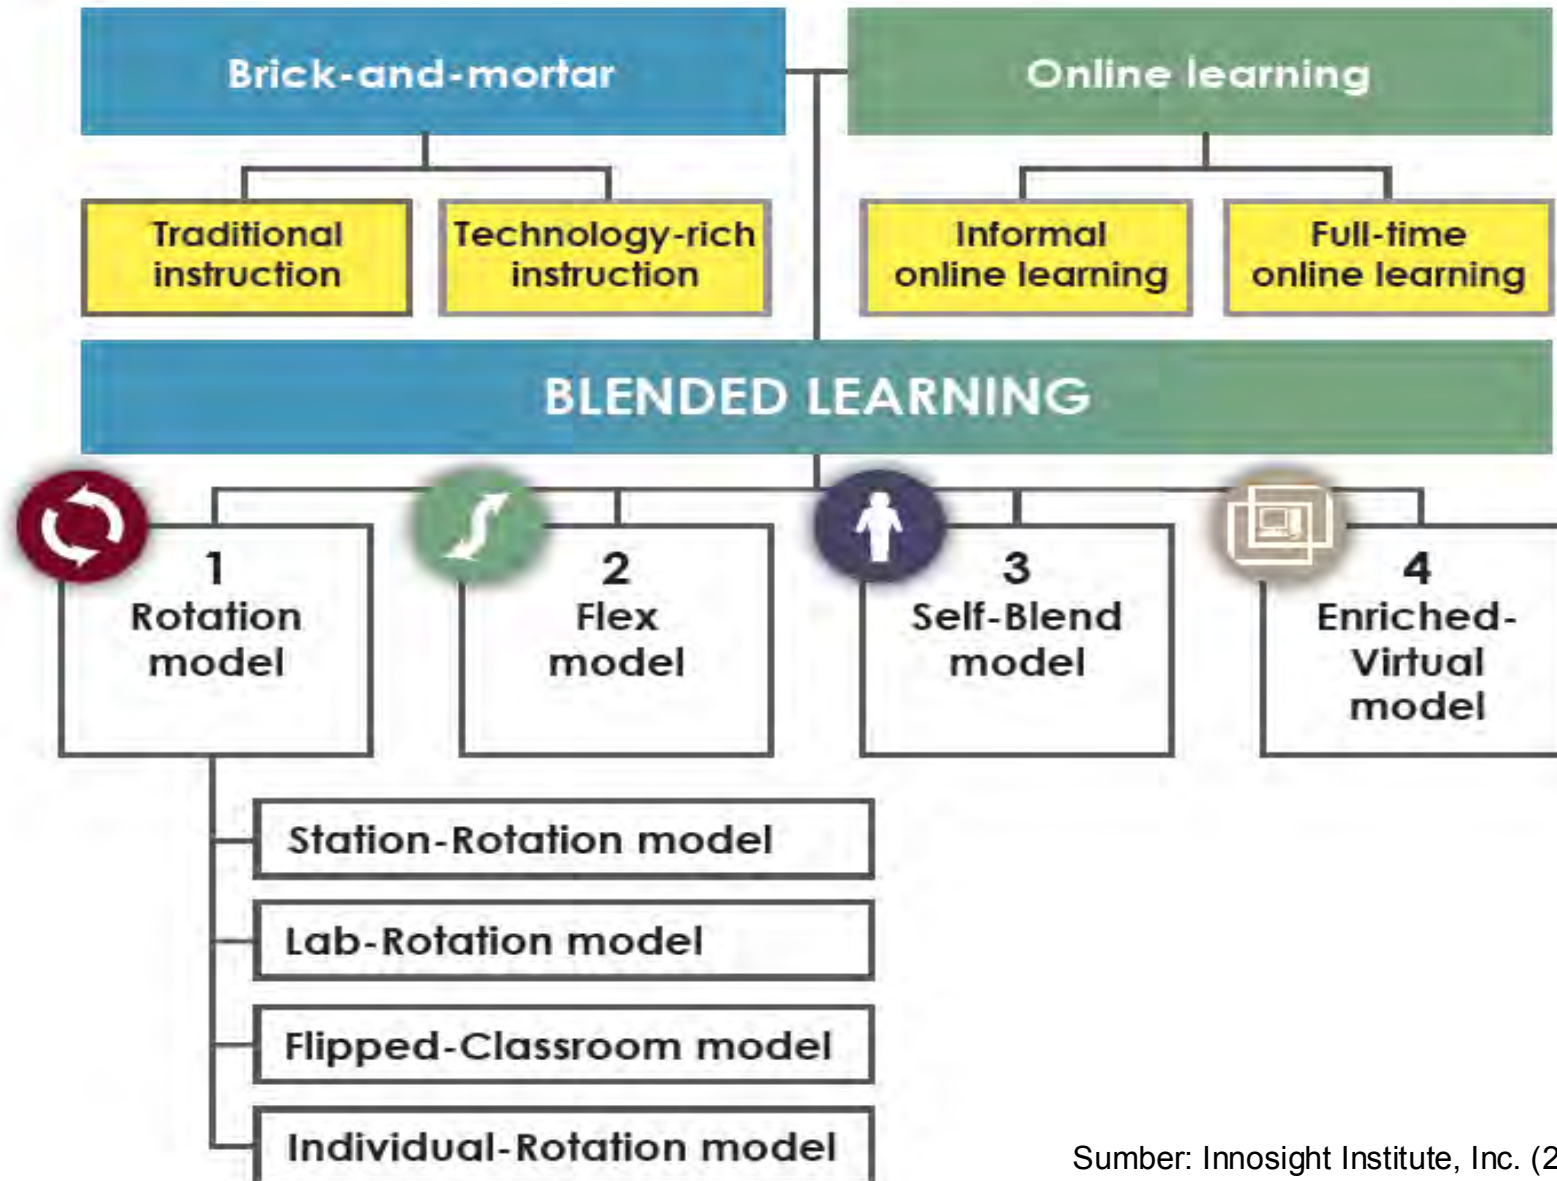 Brick-and-mortar
Online learning
Traditional
instruction
Technology-rich
instruction
Informal
online learning
Full-time
online learning
BLENDED LEARNING
1
Rotation
model
2
Flex
model
3
Self-Blend
model
4
Enriched-
Virtual
model
Station-Rotation model
Lab-Rotation model
Flipped-Classroom model
Individual-Rotation model
Sumber: Innosight Institute, Inc. (2